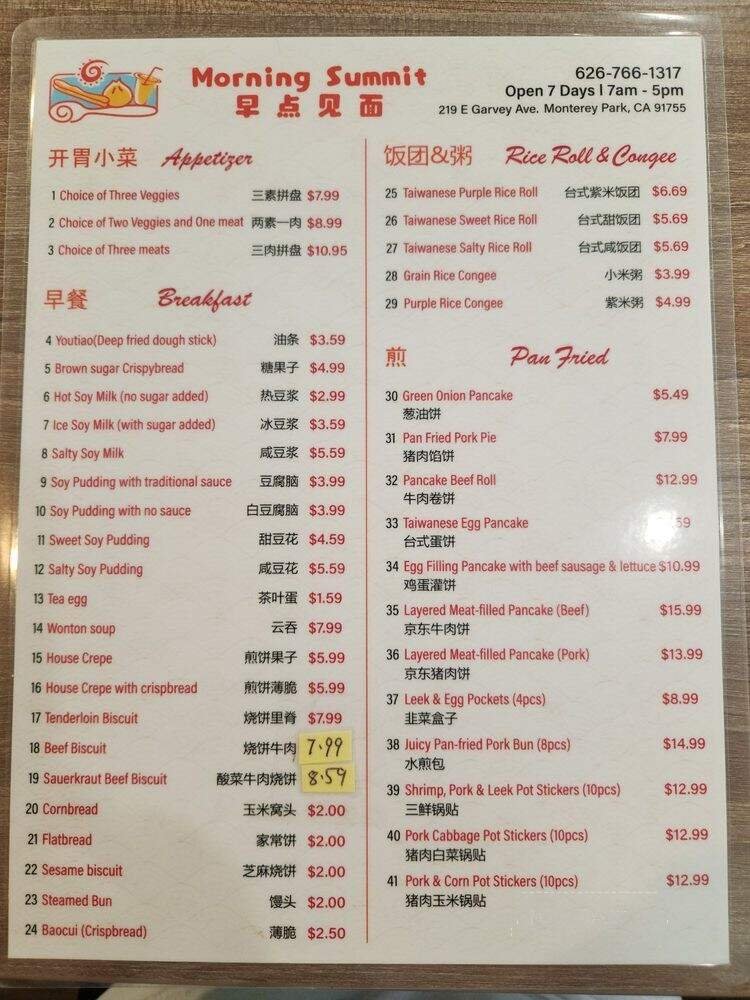 Morning Summit
早点见面
626-766-1317
Open 7 Days | 7am - 5pm
219 E Garvey Ave. Monterey Park, CA 91755
开胃小菜 Appetizer
1 Choice of Three Veggies 三素拼盘 $7.99
2 Choice of Two Veggies and One meat 两素一肉 $8.99
3 Choice of Three meats 三肉拼盘 $10.95
早餐 Breakfast
4 Youtiao(Deep fried dough stick) 油条 $3.59
5 Brown sugar Crispybread 糖果子 $4.99
6 Hot Soy Milk (no sugar added) 热豆浆 $2.99
7 Ice Soy Milk (with sugar added) 冰豆浆 $3.59
8 Salty Soy Milk 咸豆浆 $5.59
9 Soy Pudding with traditional sauce 豆腐脑 $3.99
10 Soy Pudding with no sauce 白豆腐脑 $3.99
11 Sweet Soy Pudding 甜豆花 $4.59
12 Salty Soy Pudding 咸豆花 $5.59
13 Tea egg 茶叶蛋 $1.59
14 Wonton soup 云吞 $7.99
15 House Crepe 煎饼果子 $5.99
16 House Crepe with crispbread 煎饼薄脆 $5.99
17 Tenderloin Biscuit 烧饼里脊 $7.99
18 Beef Biscuit 烧饼牛肉 7.99
19 Sauerkraut Beef Biscuit 酸菜牛肉烧饼 8.59
20 Cornbread 玉米窝头 $2.00
21 Flatbread 家常饼 $2.00
22 Sesame biscuit 芝麻烧饼 $2.00
23 Steamed Bun 馒头 $2.00
24 Baocui (Crispbread) 薄脆 $2.50
饭团&粥 Rice Roll & Congee
25 Taiwanese Purple Rice Roll 台式紫米饭团 $6.69
26 Taiwanese Sweet Rice Roll 台式甜饭团 $5.69
27 Taiwanese Salty Rice Roll 台式咸饭团 $5.69
28 Grain Rice Congee 小米粥 $3.99
29 Purple Rice Congee 紫米粥 $4.99
煎 Pan Fried
30 Green Onion Pancake $5.49
葱油饼
31 Pan Fried Pork Pie $7.99
猪肉馅饼
32 Pancake Beef Roll $12.99
牛肉卷饼
33 Taiwanese Egg Pancake
台式蛋饼
34 Egg Filling Pancake with beef sausage & lettuce $10.99
鸡蛋灌饼
35 Layered Meat-filled Pancake (Beef) $15.99
京东牛肉饼
36 Layered Meat-filled Pancake (Pork) $13.99
京东猪肉饼
37 Leek & Egg Pockets (4pcs) $8.99
韭菜盒子
38 Juicy Pan-fried Pork Bun (8pcs) $14.99
水煎包
39 Shrimp, Pork & Leek Pot Stickers (10pcs) $12.99
三鲜锅贴
40 Pork Cabbage Pot Stickers (10pcs) $12.99
猪肉白菜锅贴
41 Pork & Corn Pot Stickers (10pcs) $12.99
猪肉玉米锅贴